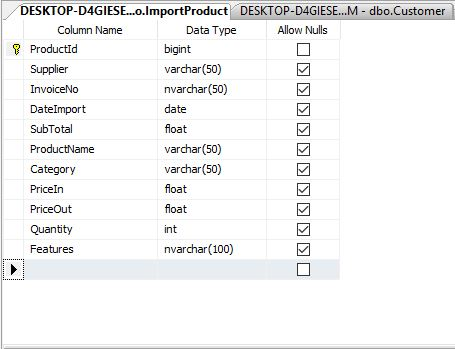 DESKTOP-D4GIESE...o.ImportProduct DESKTOP-D4GIESE...M - dbo.Customer
Column Name Data Type Allow Nulls
ProductId bigint
Supplier varchar(50)
InvoiceNo nvarchar(50)
DateImport date
SubTotal float
ProductName varchar(50)
Category varchar(50)
PriceIn float
PriceOut float
Quantity int
Features nvarchar(100)